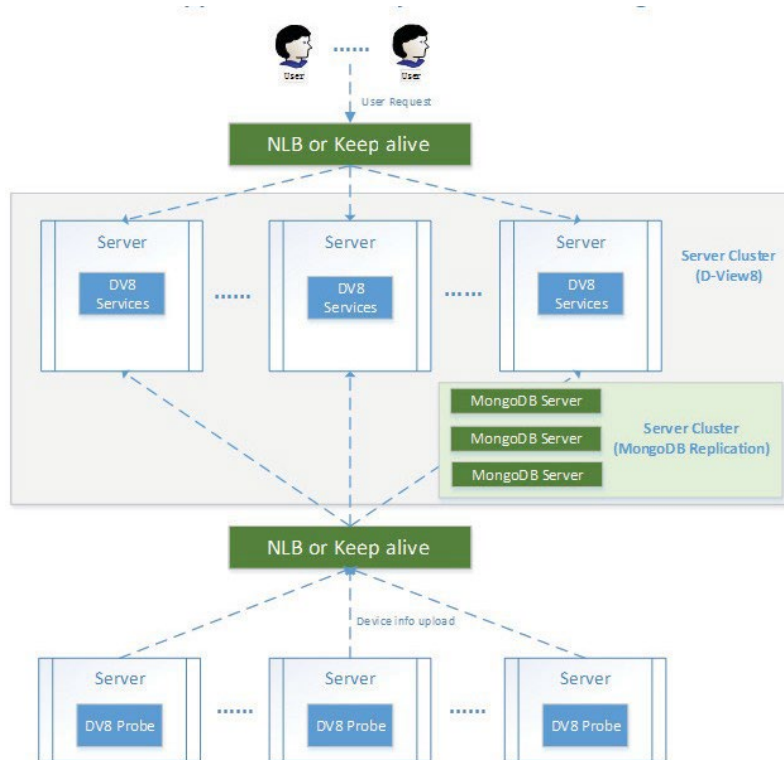 User
......
User
User Request
NLB or Keep alive
Server
Server
Server
DV8
Services
......
DV8
Services
......
DV8
Services
Server Cluster
(D-View8)
MongoDB Server
MongoDB Server
MongoDB Server
Server Cluster
(MongoDB Replication)
NLB or Keep alive
Device info upload
Server
Server
Server
DV8 Probe
......
DV8 Probe
......
DV8 Probe